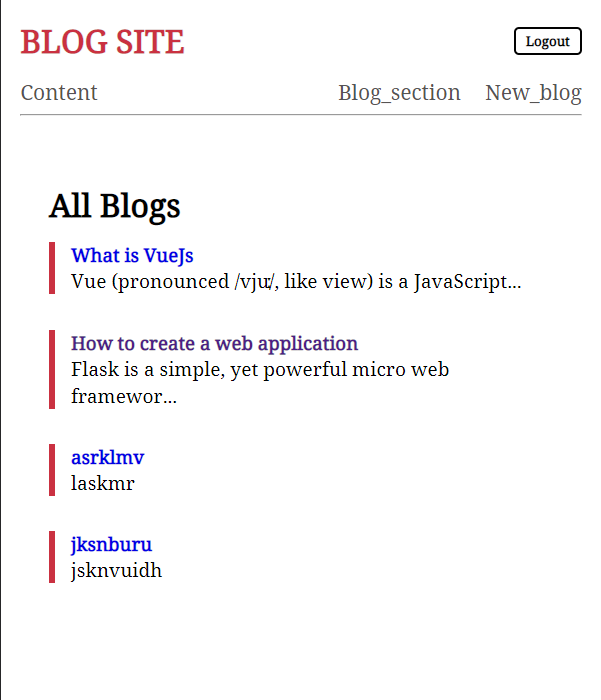 BLOG SITE
Logout
Content
Blog_section
New_blog
All Blogs
What is VueJs
Vue (pronounced /vjuː/, like view) is a JavaScript...
How to create a web application
Flask is a simple, yet powerful micro web
framewor...
asrklmv
laskmr
jksnburu
jsknvuidh